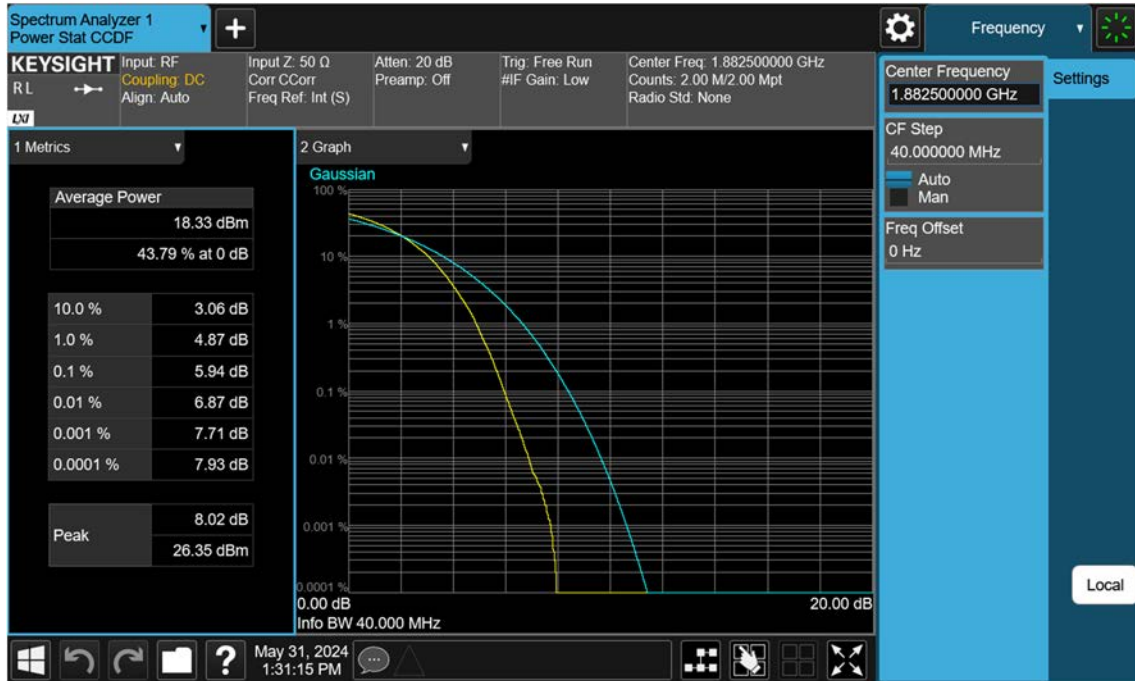 Spectrum Analyzer 1
Power Stat CCDF
Frequency
KEYSIGHT
R L
LXI
Input: RF
Coupling: DC
Align: Auto
Input Z: 50 Ω
Corr CCorr
Freq Ref: Int (S)
Atten: 20 dB
Preamp: Off
Trig: Free Run
#IF Gain: Low
Center Freq: 1.882500000 GHz
Counts: 2.00 M/2.00 Mpt
Radio Std: None
Center Frequency
1.882500000 GHz
Settings
CF Step
40.000000 MHz
Auto
Man
Freq Offset
0 Hz
1 Metrics
Average Power
18.33 dBm
43.79 % at 0 dB
10.0 % 3.06 dB
1.0 % 4.87 dB
0.1 % 5.94 dB
0.01 % 6.87 dB
0.001 % 7.71 dB
0.0001 % 7.93 dB
Peak
8.02 dB
26.35 dBm
2 Graph
Gaussian
100 %
10 %
1 %
0.1 %
0.01 %
0.001 %
0.0001 %
0.00 dB 20.00 dB
Info BW 40.000 MHz
Local
?
May 31, 2024
1:31:15 PM